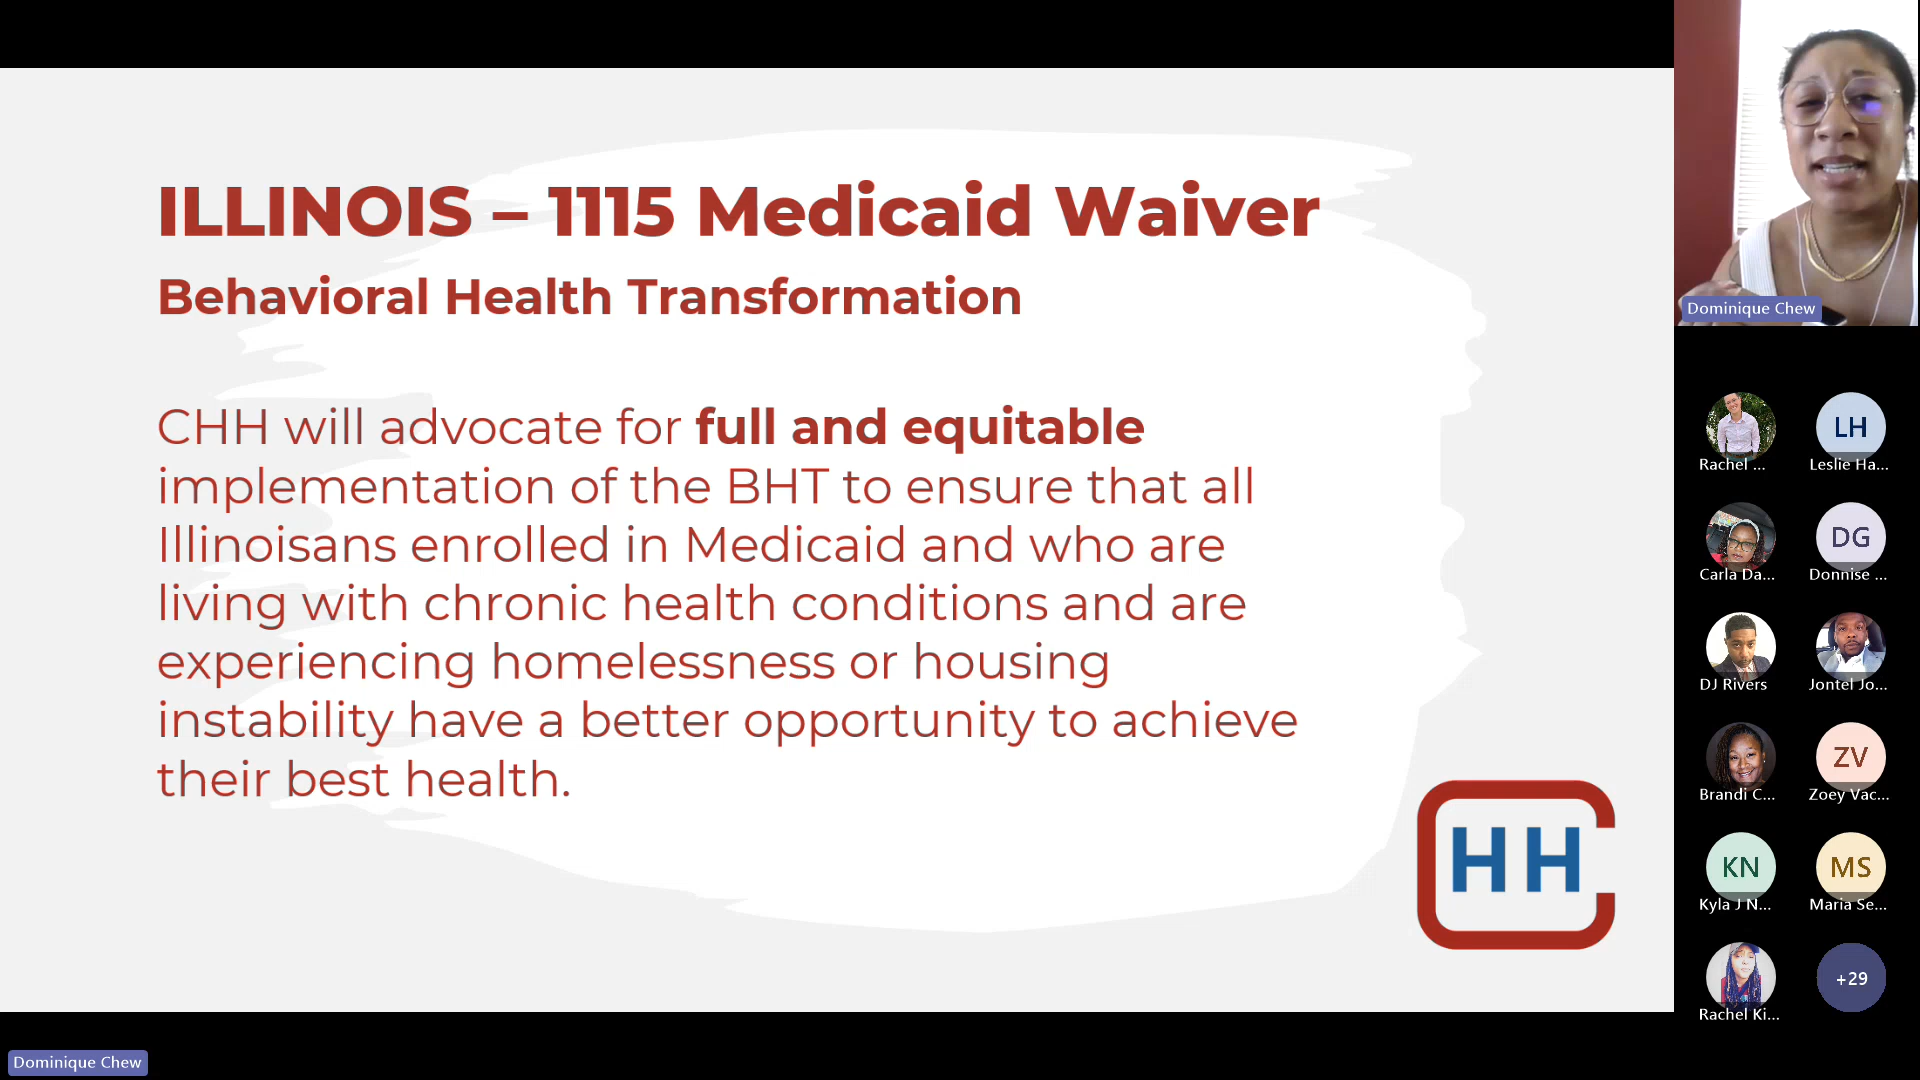 ILLINOIS – 1115 Medicaid Waiver
Behavioral Health Transformation
CHH will advocate for full and equitable
implementation of the BHT to ensure that all
Illinoisans enrolled in Medicaid and who are
living with chronic health conditions and are
experiencing homelessness or housing
instability have a better opportunity to achieve
their best health.
HH
Dominique Chew
Dominique Chew
Rachel ...
LH
Leslie Ha...
Carla Da...
DG
Donnise ...
DJ Rivers
Jontel Jo...
Brandi C...
ZV
Zoey Vac...
KN
Kyla J N...
MS
Maria Se...
Rachel Ki...
+29